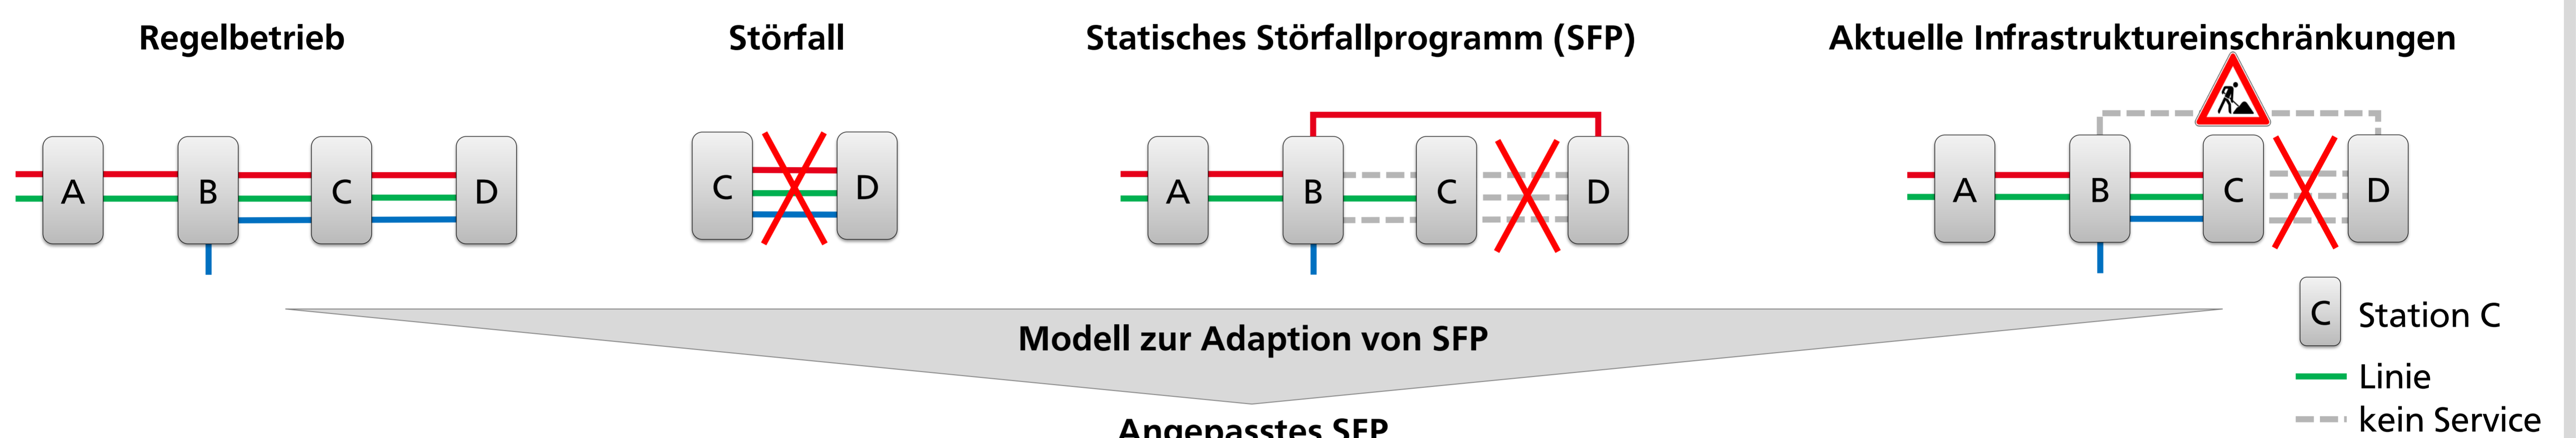 Regelbetrieb
Störfall
Statisches Störfallprogramm (SFP)
Aktuelle Infrastruktureinschränkungen
A B C D
C D
A B C D
A B C D
Modell zur Adaption von SFP
C Station C
Linie
kein Service
Angepasstes SFP